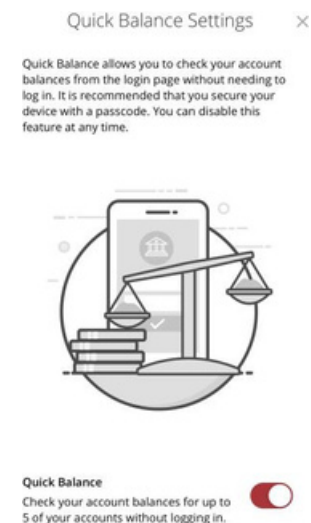 Quick Balance Settings
Quick Balance allows you to check your account
balances from the login page without needing to
log in. It is recommended that you secure your
device with a passcode. You can disable this
feature at any time.
Quick Balance
Check your account balances for up to
5 of your accounts without logging in.